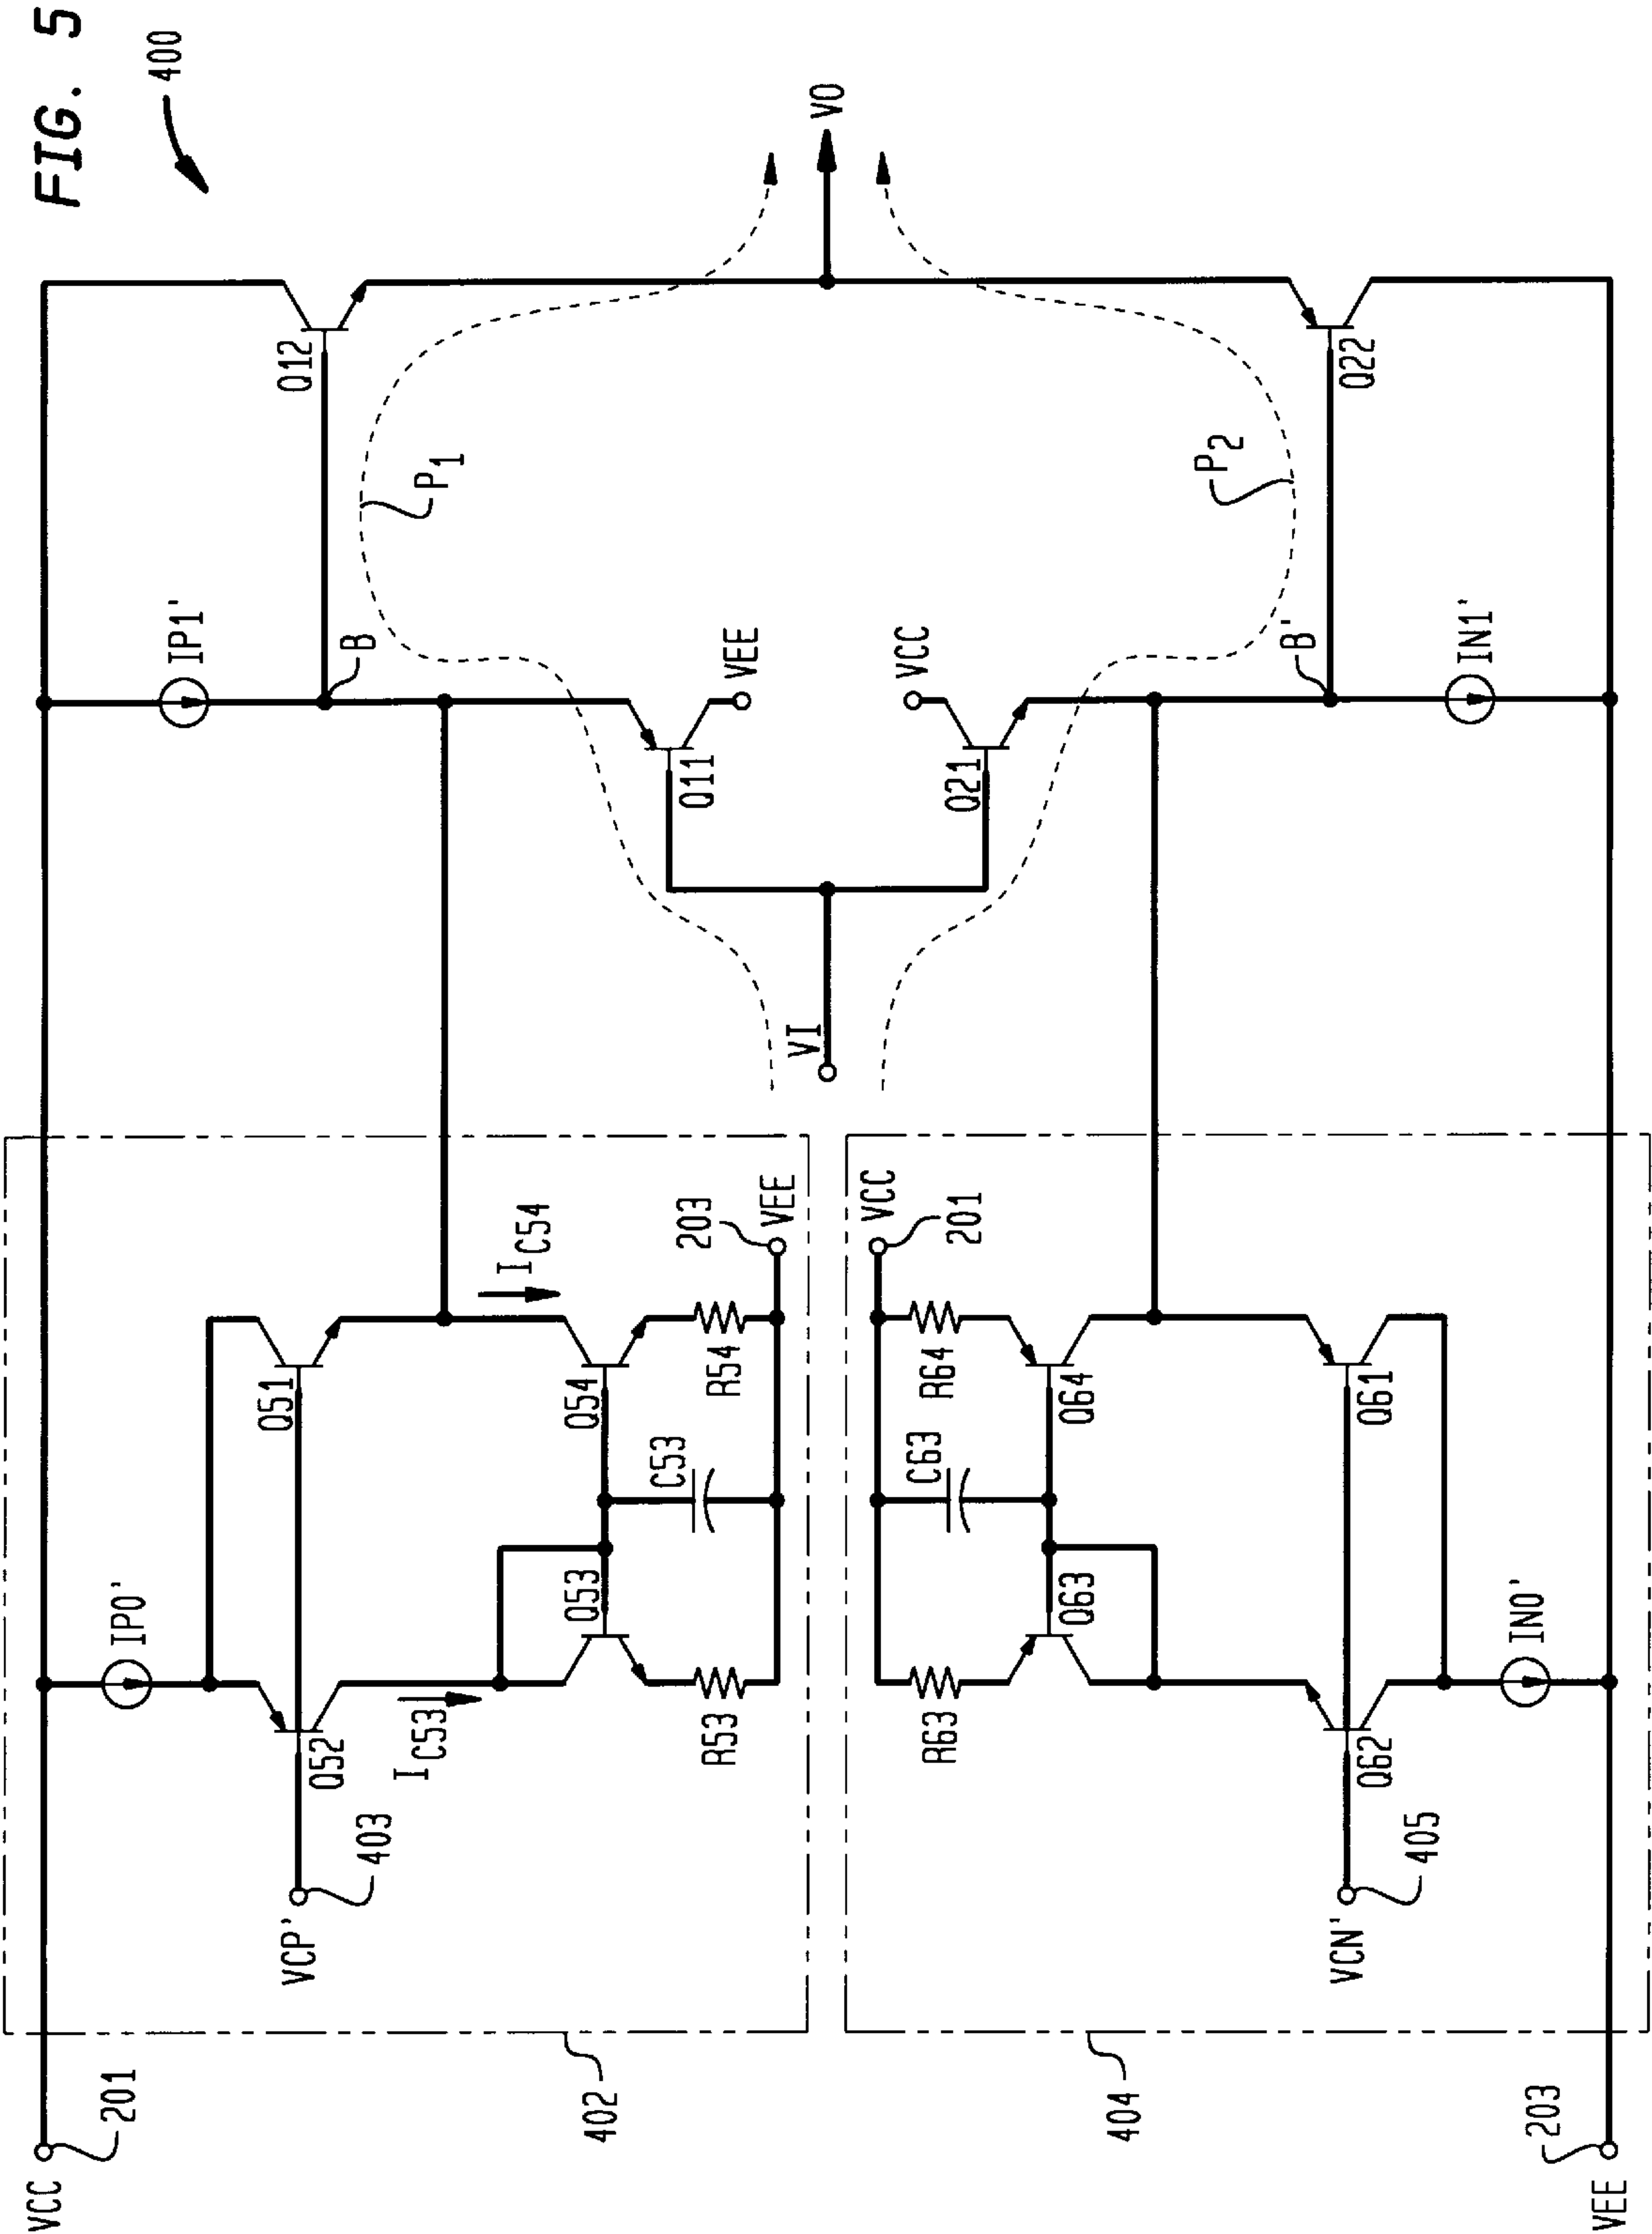 FIG. 5
400
VCC
201
IP0'
IP1'
Q12
VCP'
403
Q52
Q51
B
P1
IC53
IC54
Q53
Q54
C53
R53
R54
203
VEE
402
Q11
VEE
VI
VO
VCC
Q21
404
R63
C63
R64
VCC
201
Q63
Q64
P2
VCN'
405
Q62
Q61
B'
Q22
IN0'
IN1'
VEE
203